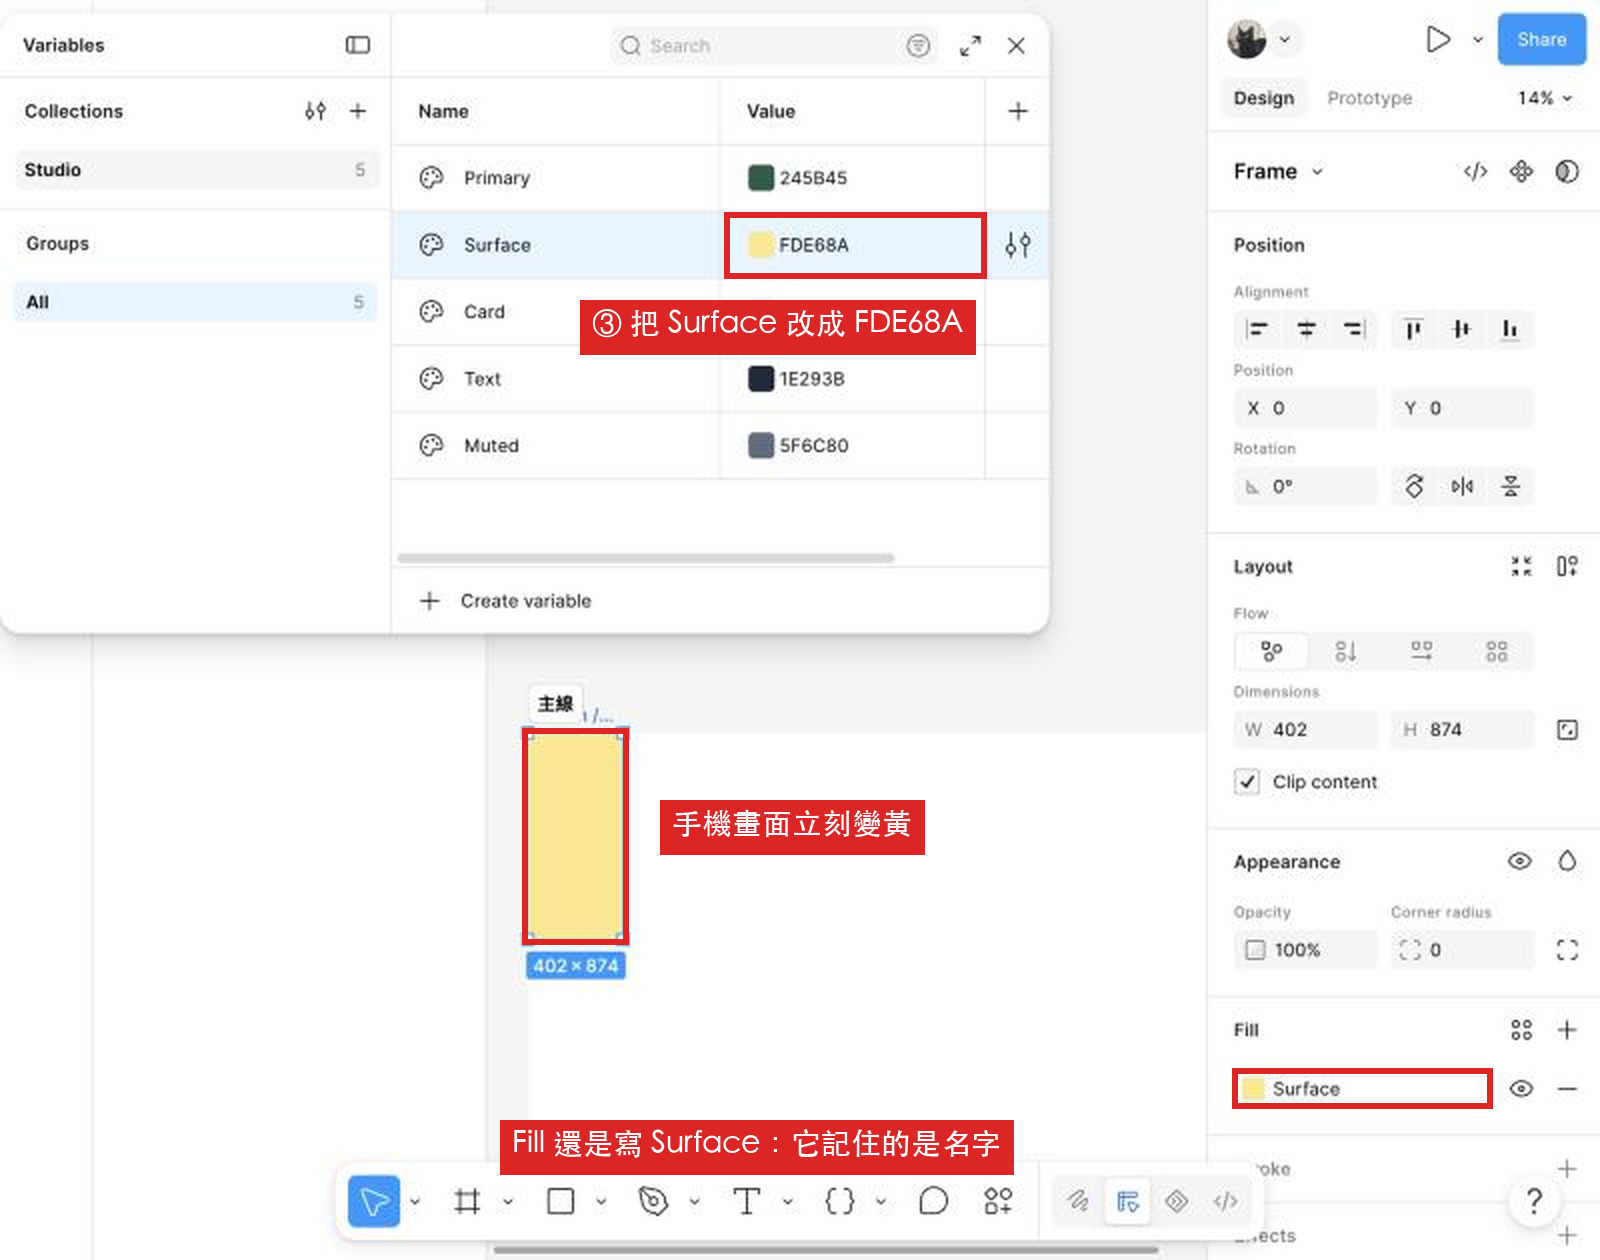 Variables
Search
Share
Design
Prototype
14%
Collections
Name
Value
Studio
5
Primary
245B45
Frame
Groups
Surface
FDE68A
Position
All
5
Card
③ 把 Surface 改成 FDE68A
Alignment
Text
1E293B
Position
X 0
Y 0
Muted
5F6C80
Rotation
0°
Create variable
Layout
Flow
Dimensions
W 402
H 874
Clip content
主線
/...
手機畫面立刻變黃
402 × 874
Appearance
Opacity
Corner radius
100%
0
Fill
Surface
Fill 還是寫 Surface：它記住的是名字
oke
ects
?